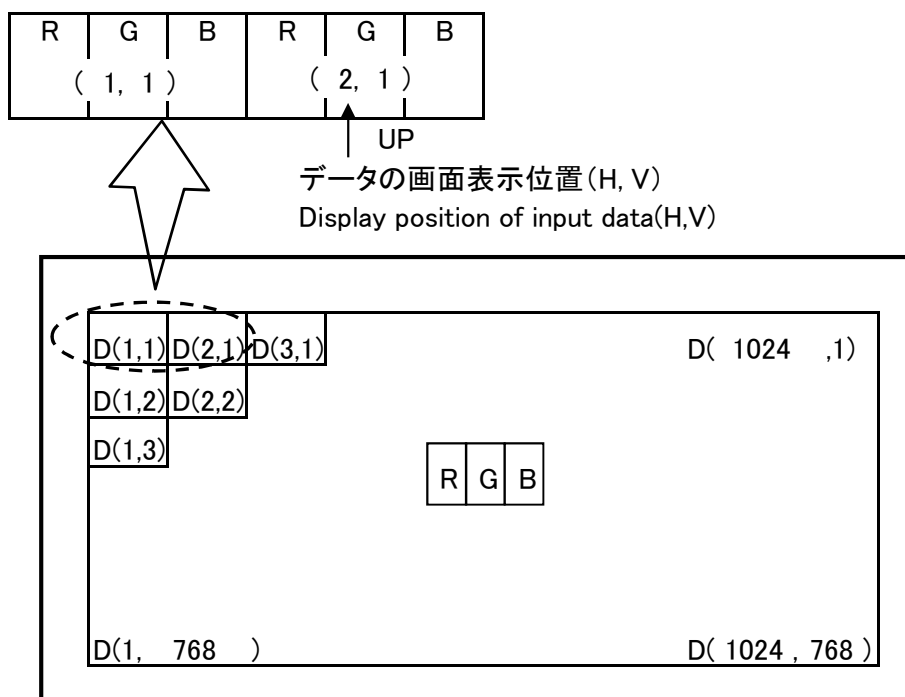 R G B R G B
( 1, 1 ) ( 2, 1 )
UP
データの画面表示位置(H, V)
Display position of input data(H,V)
D(1,1) D(2,1) D(3,1) D( 1024 ,1)
D(1,2) D(2,2)
D(1,3)
R G B
D(1, 768 ) D( 1024 , 768 )